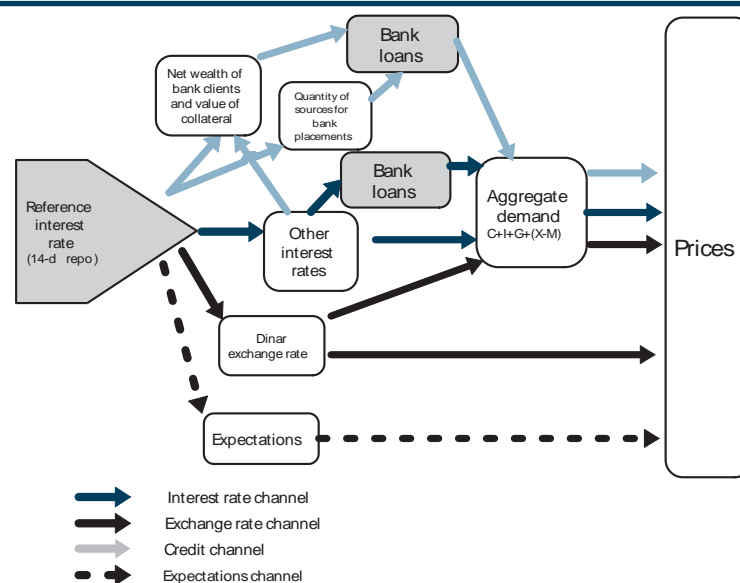 Bank
loans
Net wealth of
bank clients
and value of
collateral
Quantity of
sources for
bank
placements
Bank
loans
Reference
interest
rate
(14-d repo)
Other
interest
rates
Aggregate
demand
C+I+G+(X-M)
Prices
Dinar
exchange rate
Expectations
Interest rate channel
Exchange rate channel
Credit channel
Expectations channel